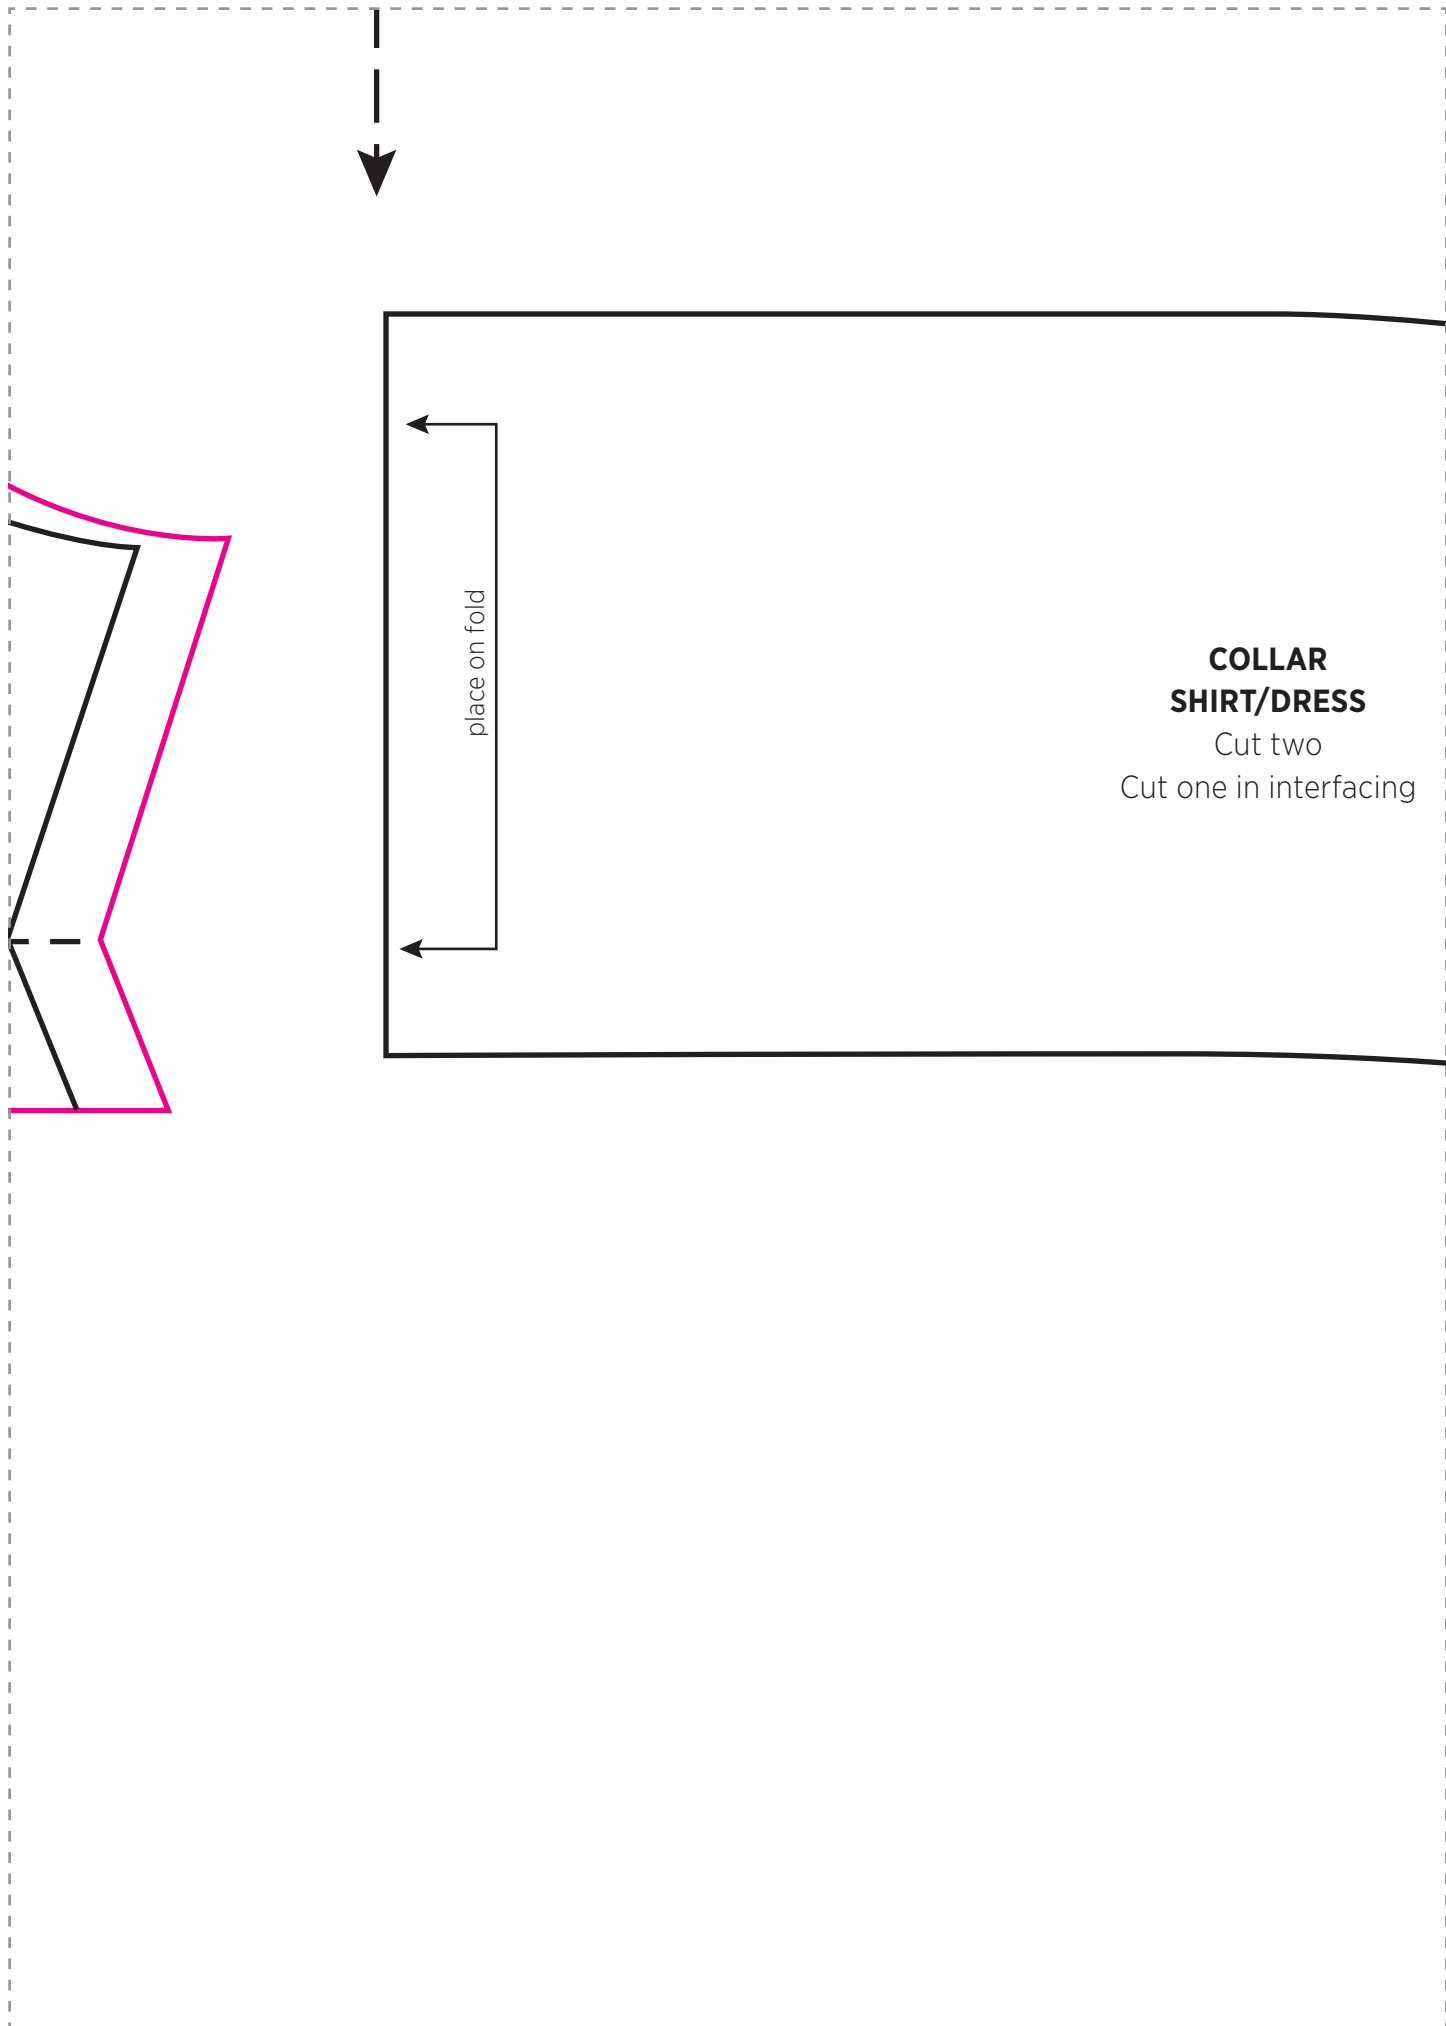 place on fold
COLLAR
SHIRT/DRESS
Cut two
Cut one in interfacing